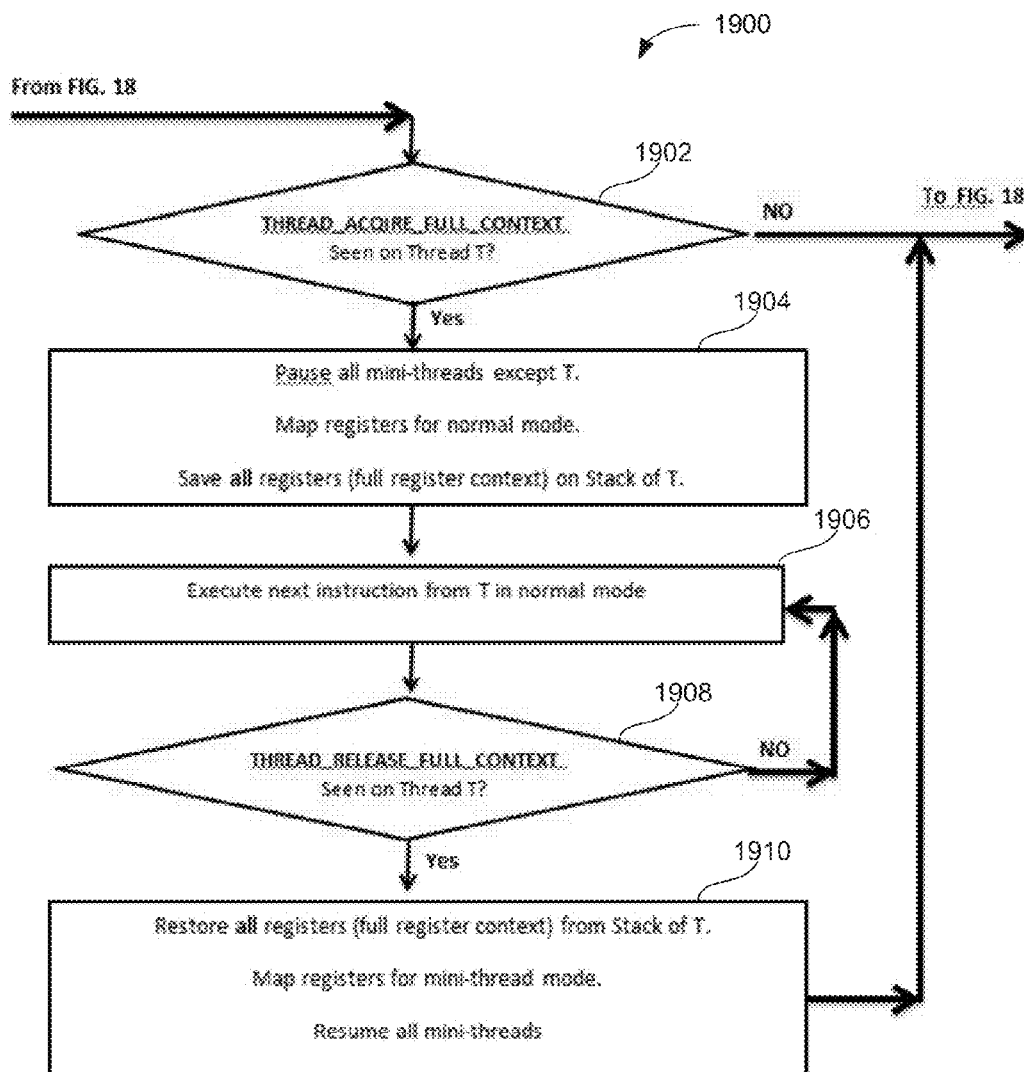 1900
From FIG. 18
1902
THREAD_ACQIRE_FULL_CONTEXT
Seen on Thread T?
NO
To FIG. 18
Yes
1904
Pause all mini-threads except T.
Map registers for normal mode.
Save all registers (full register context) on Stack of T.
1906
Execute next instruction from T in normal mode
1908
THREAD_RELEASE_FULL_CONTEXT
Seen on Thread T?
NO
Yes
1910
Restore all registers (full register context) from Stack of T.
Map registers for mini-thread mode.
Resume all mini-threads